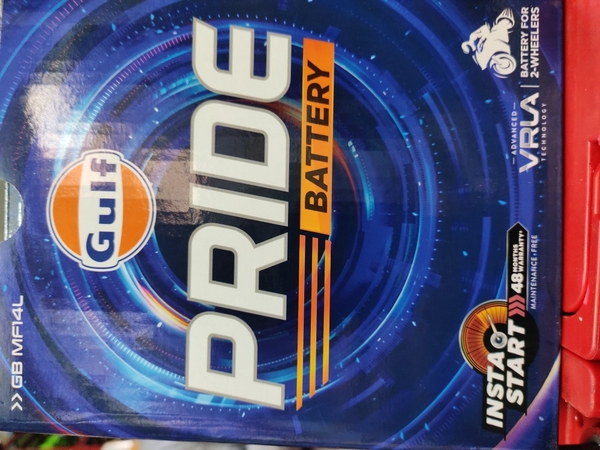 >> GB MF14L
Gulf
PRIDE
BATTERY
INSTA
START
48 MONTHS
WARRANTY*
MAINTENANCE-FREE
ADVANCED
VRLA
TECHNOLOGY
BATTERY FOR
2-WHEELERS